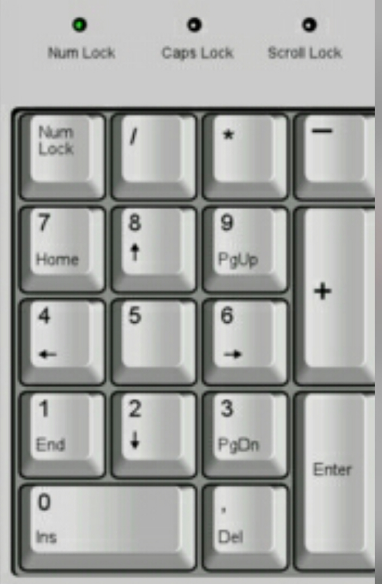 Num Lock Caps Lock Scroll Lock
Num
Lock
/ * −
7 8 9
Home ↑ PgUp
+
4 5 6
← →
1 2 3
End ↓ PgDn
Enter
0 ,
Ins Del